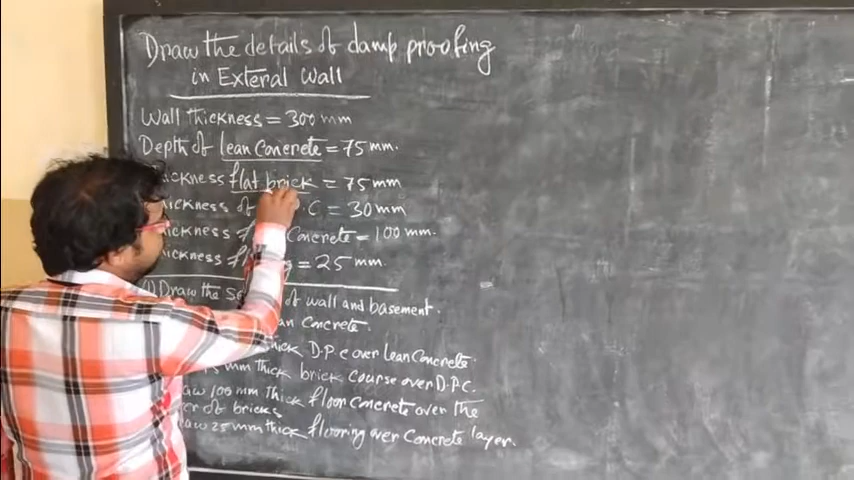 Draw the details of damp proofing
in Exteral Wall
Wall thickness = 300 mm
Depth of Lean Concrete = 75 mm.
ickness flat brick = 75 mm
ickness of C = 30 mm
ickness Concrete = 100 mm.
ickness = 25 mm.
Draw the of wall and basement.
concrete.
thick D.P.C over Lean Concrete.
mm thick brick Course over D.P.C.
aw 100 mm thick floor Concrete over the
er of bricks
aw 25 mm thick flooring over Concrete layer.